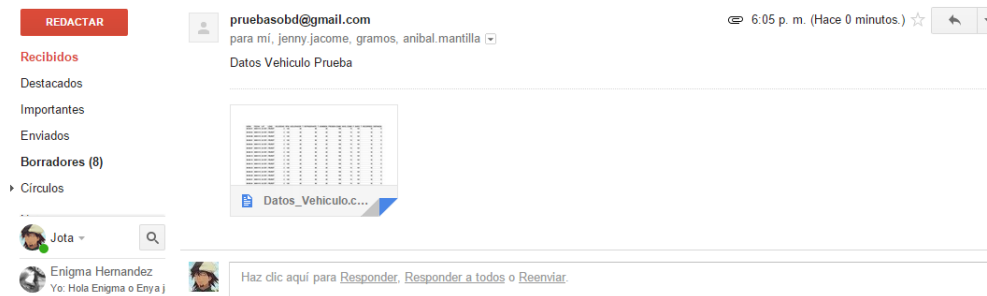 REDACTAR
Recibidos
Destacados
Importantes
Enviados
Borradores (8)
Círculos
Jota
Enigma Hernandez
Yo: Hola Enigma o Enya j
pruebasobd@gmail.com
6:05 p. m. (Hace 0 minutos.)
para mí, jenny.jacome, gramos, anibal.mantilla
Datos Vehiculo Prueba
Datos_Vehiculo.c...
Haz clic aquí para Responder, Responder a todos o Reenviar.